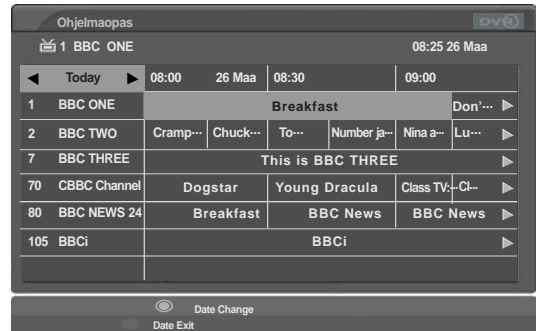 Ohjelmaopas DVR
1 BBC ONE 08:25 26 Maa
Today 08:00 26 Maa 08:30 09:00
1 BBC ONE Breakfast Don'···
2 BBC TWO Cramp··· Chuck··· To··· Number ja··· Nina a··· Lu···
7 BBC THREE This is BBC THREE
70 CBBC Channel Dogstar Young Dracula Class TV:··· CI···
80 BBC NEWS 24 Breakfast BBC News BBC News
105 BBCi BBCi
Date Change
Date Exit